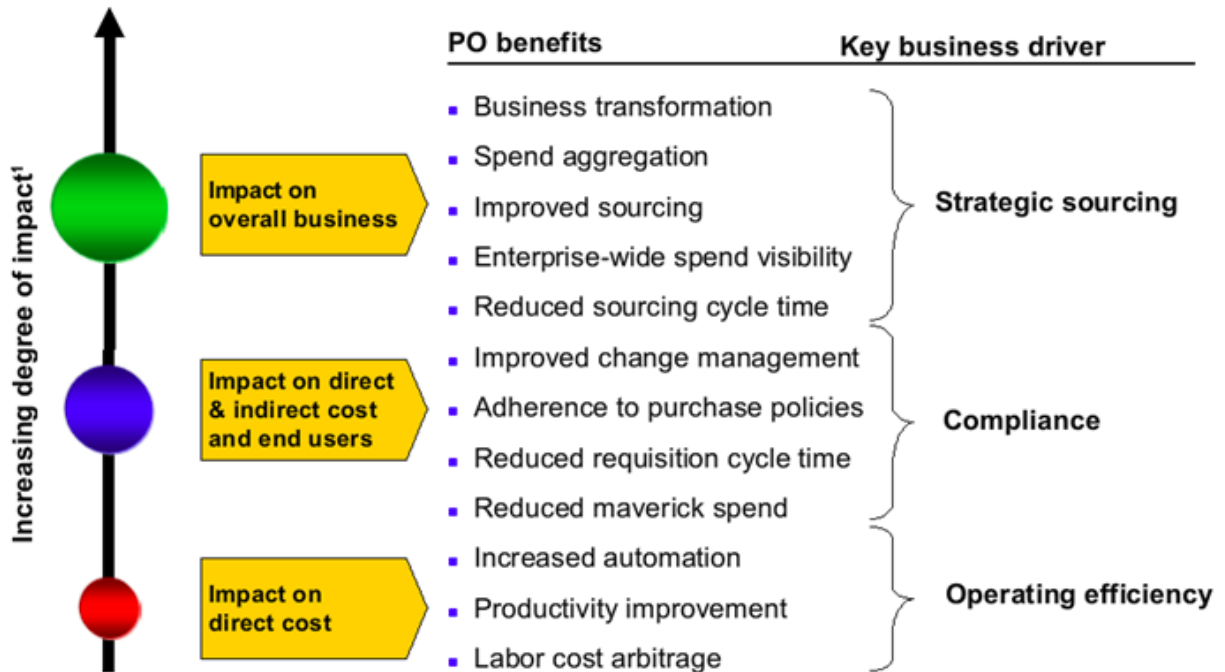 PO benefits
Key business driver
Increasing degree of impact¹
Impact on
overall business
Business transformation
Spend aggregation
Improved sourcing
Enterprise-wide spend visibility
Reduced sourcing cycle time
Strategic sourcing
Impact on direct
& indirect cost
and end users
Improved change management
Adherence to purchase policies
Reduced requisition cycle time
Reduced maverick spend
Compliance
Impact on
direct cost
Increased automation
Productivity improvement
Labor cost arbitrage
Operating efficiency